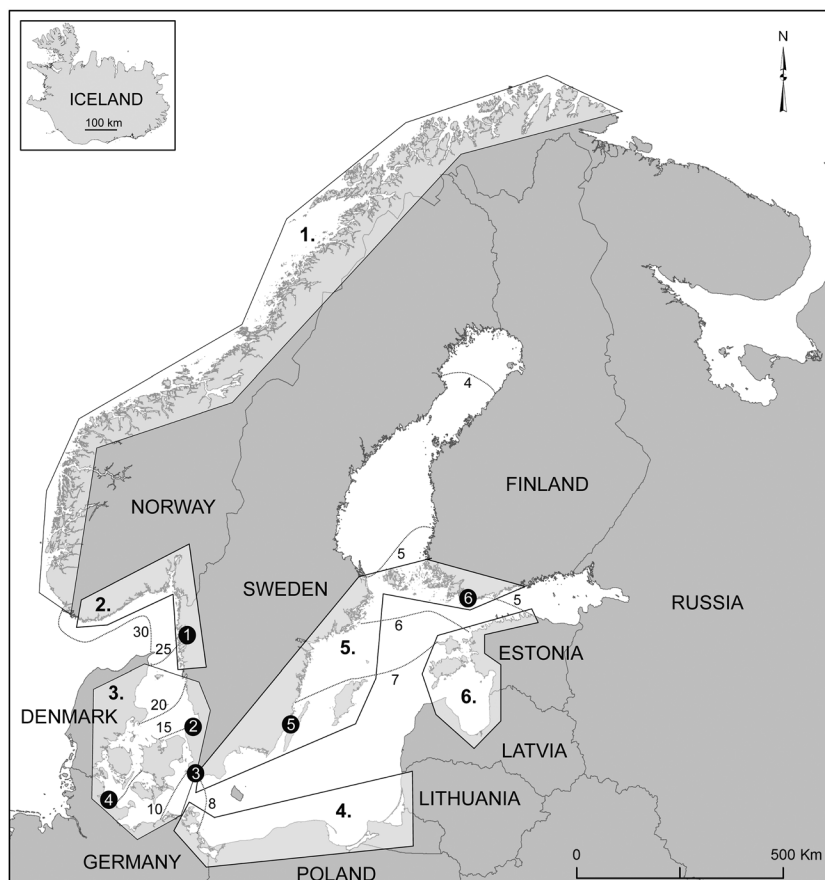 ICELAND
100 km
N
1.
4
NORWAY
FINLAND
5
SWEDEN
2.
6
5
RUSSIA
30
1
6
25
5.
ESTONIA
7
3.
6.
20
DENMARK
15
2
5
LATVIA
3
4
10
8
4.
LITHUANIA
GERMANY
POLAND
0 500 Km